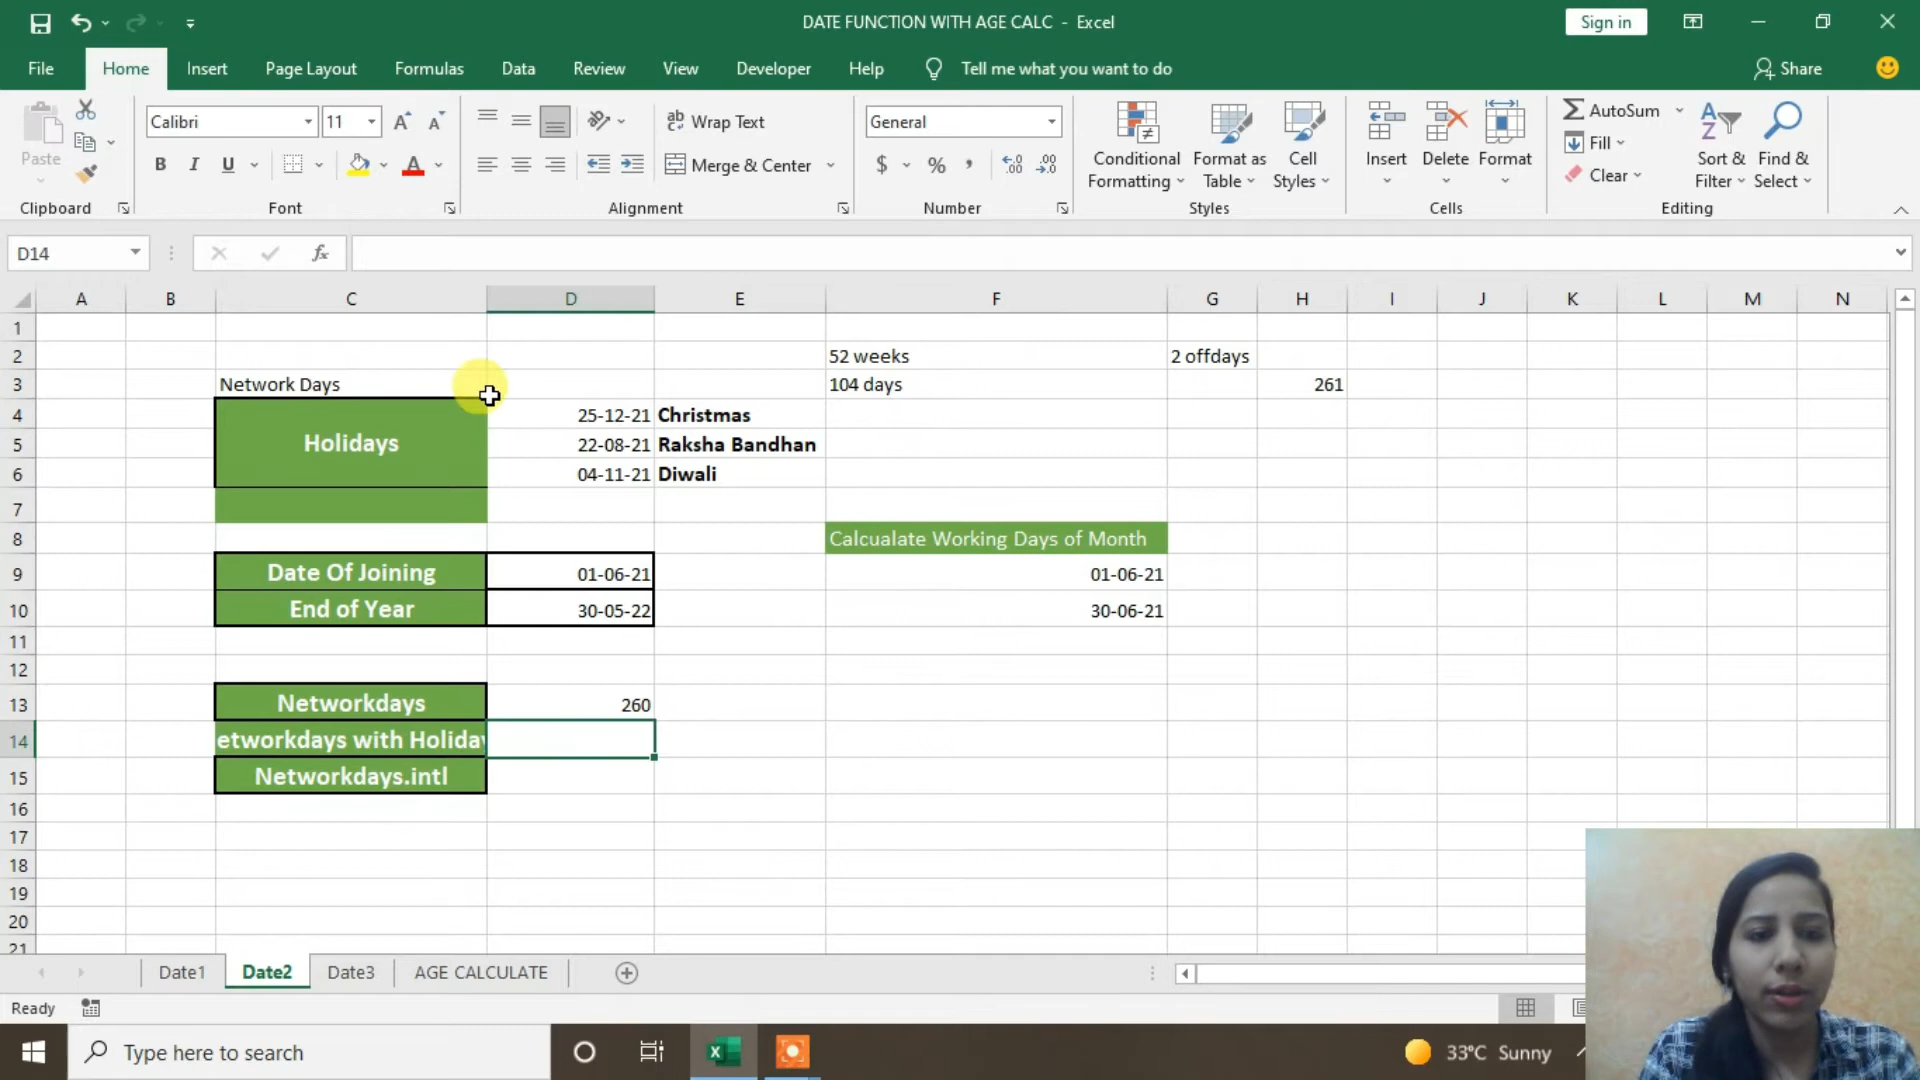 DATE FUNCTION WITH AGE CALC - Excel
Sign in
File Home Insert Page Layout Formulas Data Review View Developer Help Tell me what you want to do Share
Paste
Clipboard
Calibri 11
B I U
Font
Wrap Text
Merge & Center
Alignment
General
$ % ,
Number
Conditional Formatting
Format as Table
Cell Styles
Styles
Insert Delete Format
Cells
AutoSum
Fill
Clear
Sort & Filter
Find & Select
Editing
D14 fx
A B C D E F G H I J K L M N
1
2 52 weeks 2 offdays
3 Network Days 104 days 261
4 25-12-21 Christmas
Holidays
5 22-08-21 Raksha Bandhan
6 04-11-21 Diwali
7
8 Calcualate Working Days of Month
9 Date Of Joining 01-06-21 01-06-21
10 End of Year 30-05-22 30-06-21
11
12
13 Networkdays 260
14 etworkdays with Holiday
15 Networkdays.intl
16
17
18
19
20
21
Date1 Date2 Date3 AGE CALCULATE
Ready
Type here to search
33°C Sunny